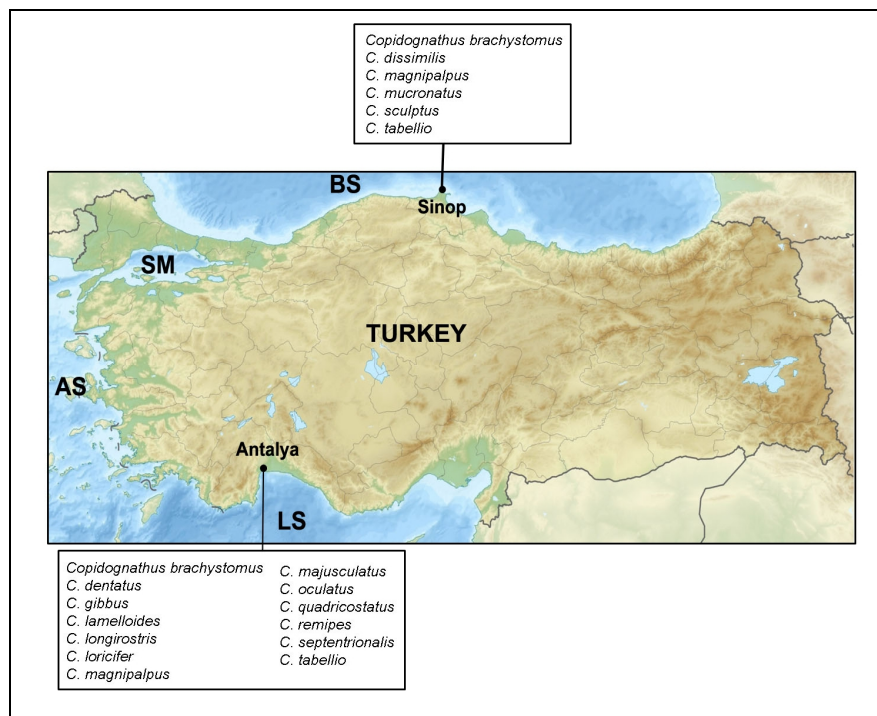 Copidognathus brachystomus
C. dissimilis
C. magnipalpus
C. mucronatus
C. sculptus
C. tabellio
BS
Sinop
SM
TURKEY
AS
Antalya
LS
Copidognathus brachystomus
C. dentatus
C. gibbus
C. lamelloides
C. longirostris
C. loricifer
C. magnipalpus
C. majusculatus
C. oculatus
C. quadricostatus
C. remipes
C. septentrionalis
C. tabellio